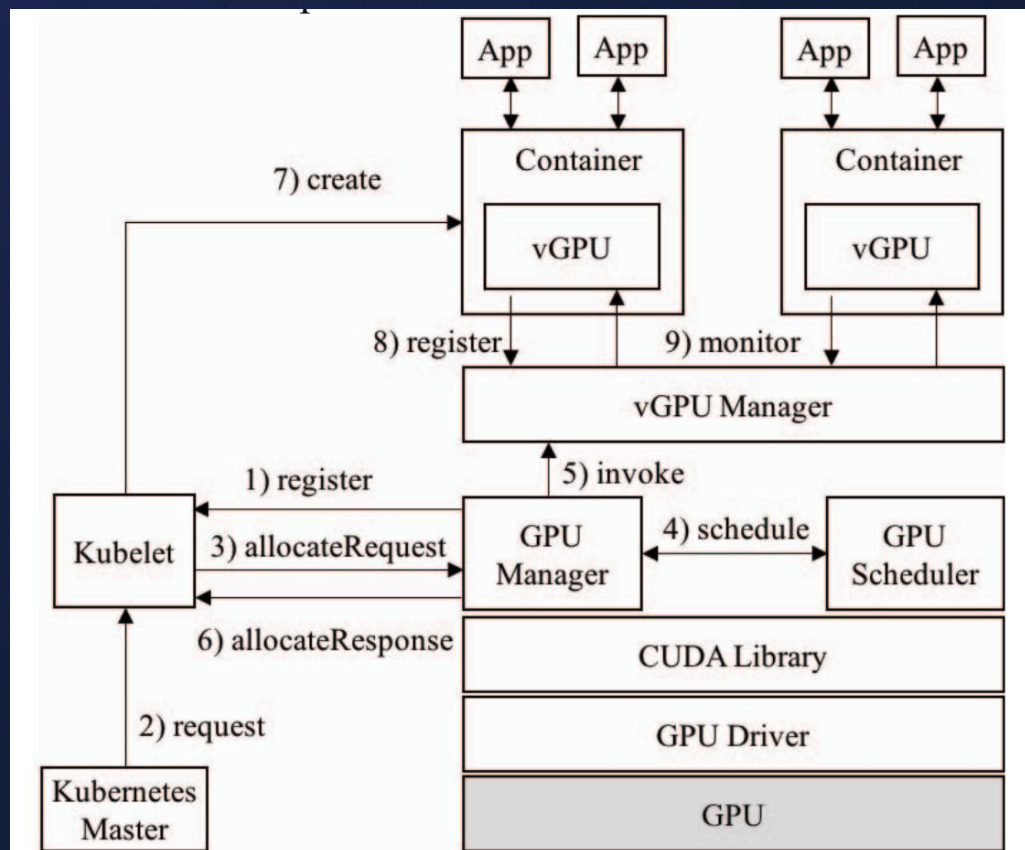 App
App
App
App
Container
Container
7) create
vGPU
vGPU
8) register
9) monitor
vGPU Manager
1) register
5) invoke
Kubelet
3) allocateRequest
GPU
Manager
4) schedule
GPU
Scheduler
6) allocateResponse
CUDA Library
2) request
GPU Driver
Kubernetes
Master
GPU